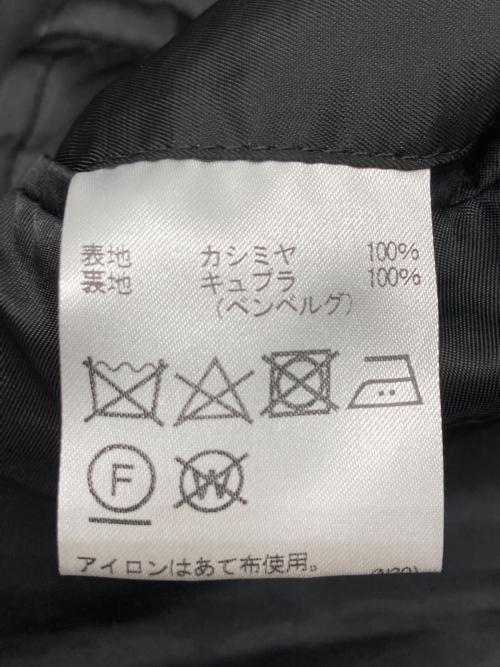 表地 カシミヤ 100%
裏地 キュプラ 100%
(ベンベルグ)
F
W
アイロンはあて布使用。